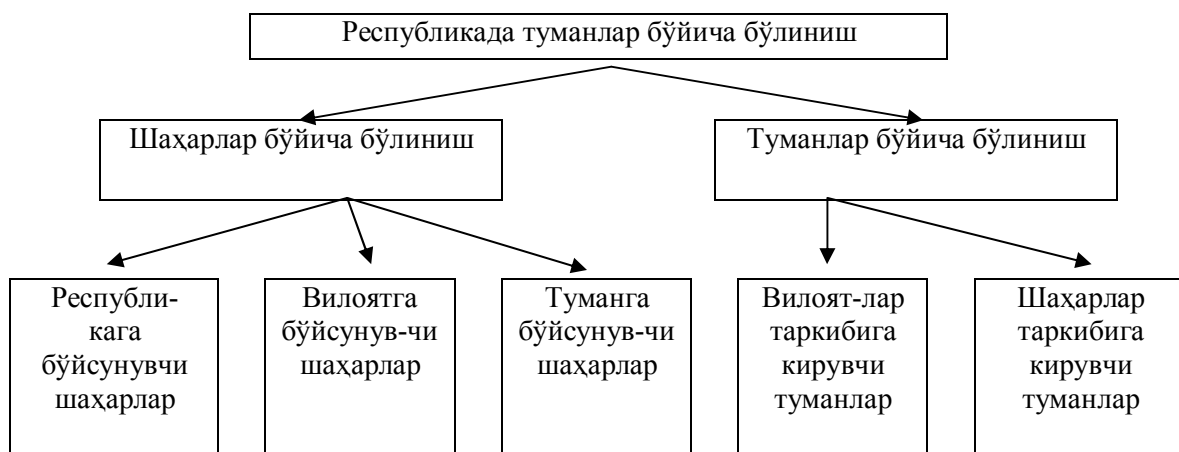 Республикада туманлар бўйича бўлиниш
Шаҳарлар бўйича бўлиниш
Туманлар бўйича бўлиниш
Республи-
кага
бўйсунувчи
шаҳарлар
Вилоятга
бўйсунув-чи
шаҳарлар
Туманга
бўйсунув-чи
шаҳарлар
Вилоят-лар
таркибига
кирувчи
туманлар
Шаҳарлар
таркибига
кирувчи
туманлар